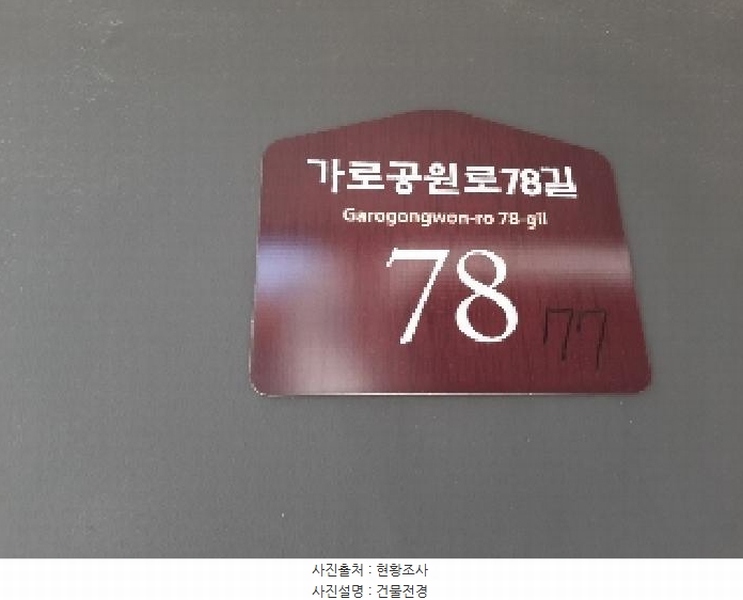 가로공원로78길
Garogongwon-ro 78-gil
78
77
사진출처 : 현황조사
사진설명 : 건물전경